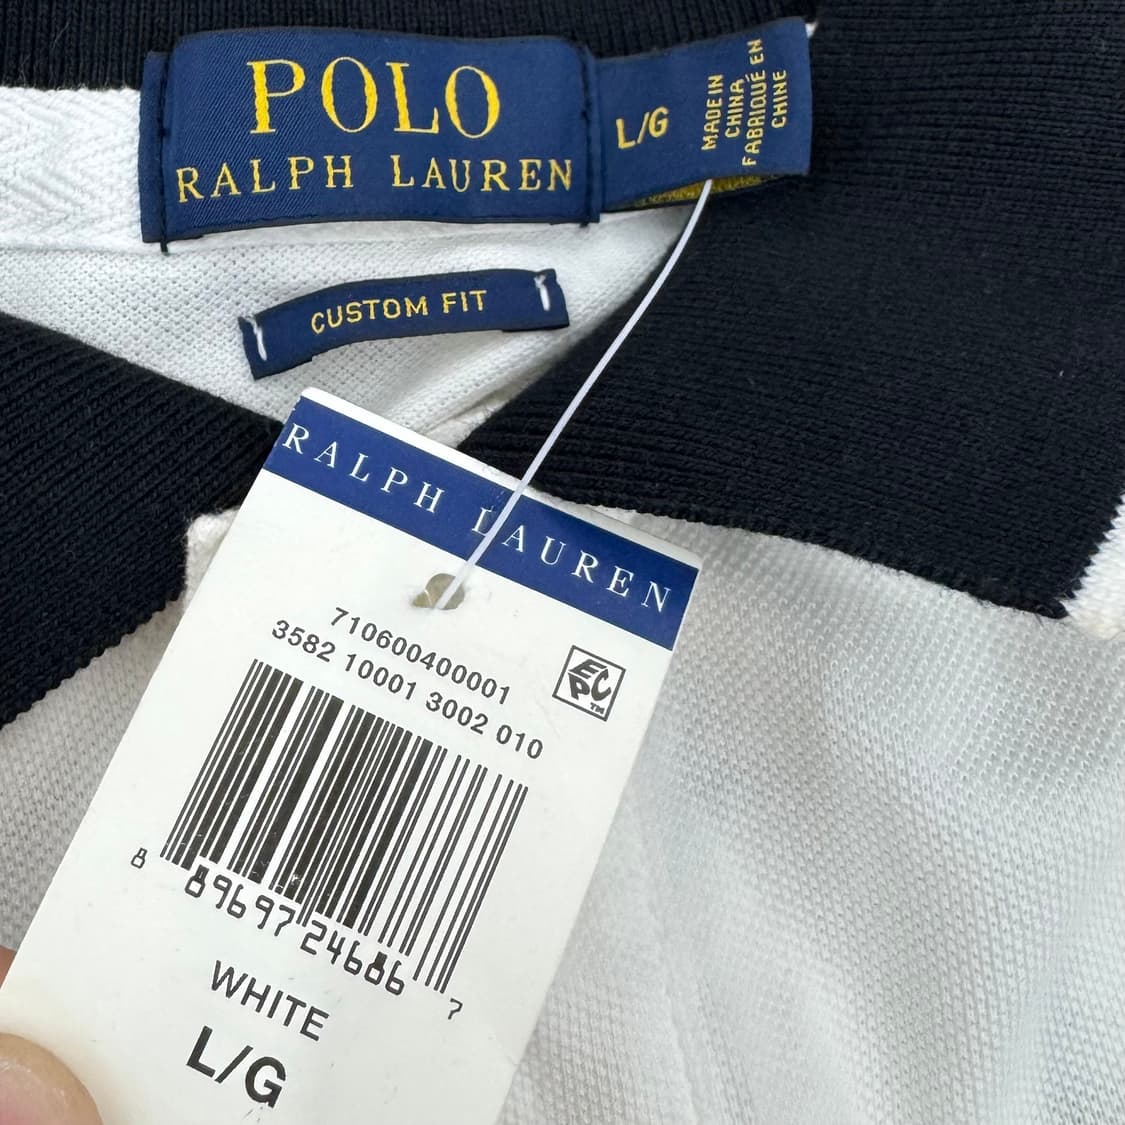 POLO
RALPH LAUREN
L/G
MADE IN
CHINA
FABRIQUÉ EN
CHINE
CUSTOM FIT
RALPH LAUREN
710600400001
3582 10001 3002 010
EPC™
8 89697 24686 7
WHITE
L/G